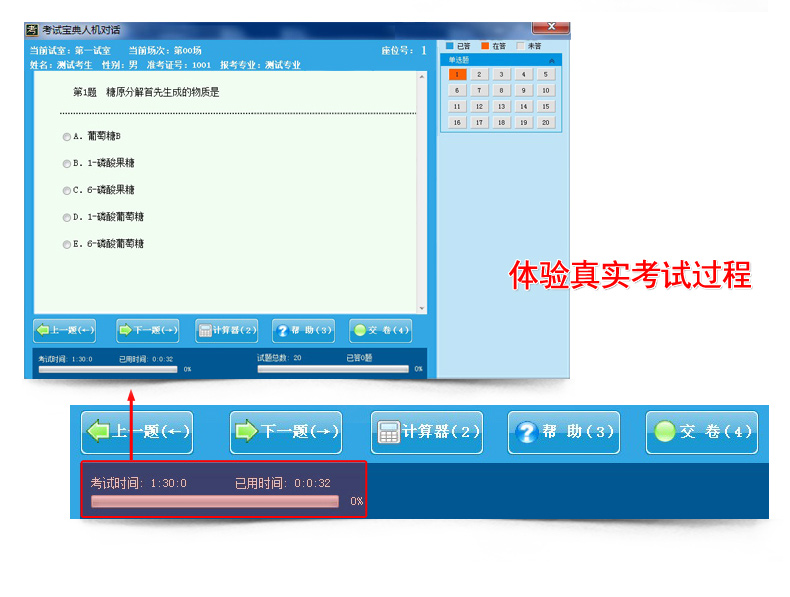 考 考试宝典人机对话
当前试室：第一试室 当前场次：第00场 座位号： 1
姓名：测试考生 性别：男 准考证号：1001 报考专业：测试专业
已答 在答 未答
单选题
1 2 3 4 5
6 7 8 9 10
11 12 13 14 15
16 17 18 19 20
第1题 糖原分解首先生成的物质是
A. 葡萄糖B
B. 1-磷酸果糖
C. 6-磷酸果糖
D. 1-磷酸葡萄糖
E. 6-磷酸葡萄糖
体验真实考试过程
上一题(←) 下一题(→) 计算器(2) 帮 助(3) 交 卷(4)
考试时间: 1:30:0 已用时间: 0:0:32 试题总数: 20 已答0题
0% 0%
上一题(←) 下一题(→) 计算器(2) 帮 助(3) 交 卷(4)
考试时间: 1:30:0 已用时间: 0:0:32
0%